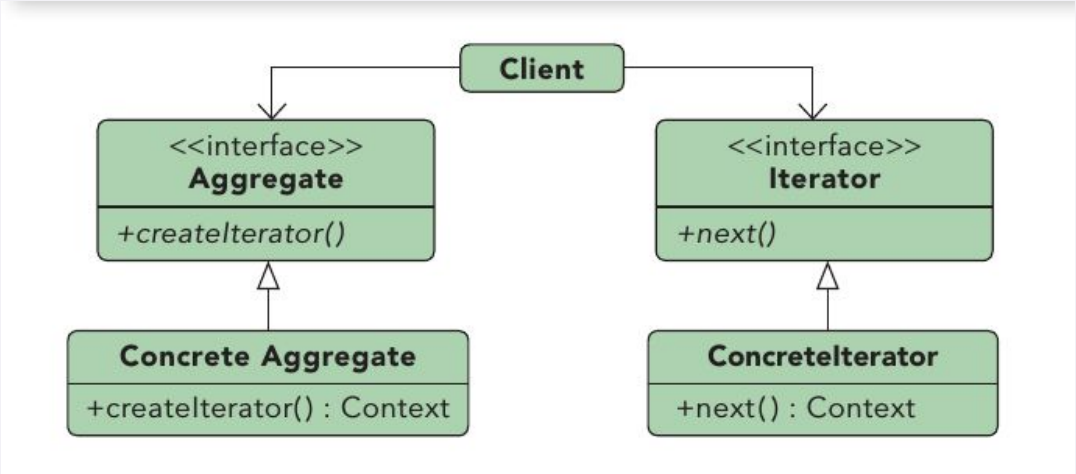 Client
<<interface>>
Aggregate
+createIterator()
<<interface>>
Iterator
+next()
Concrete Aggregate
+createIterator() : Context
ConcreteIterator
+next() : Context